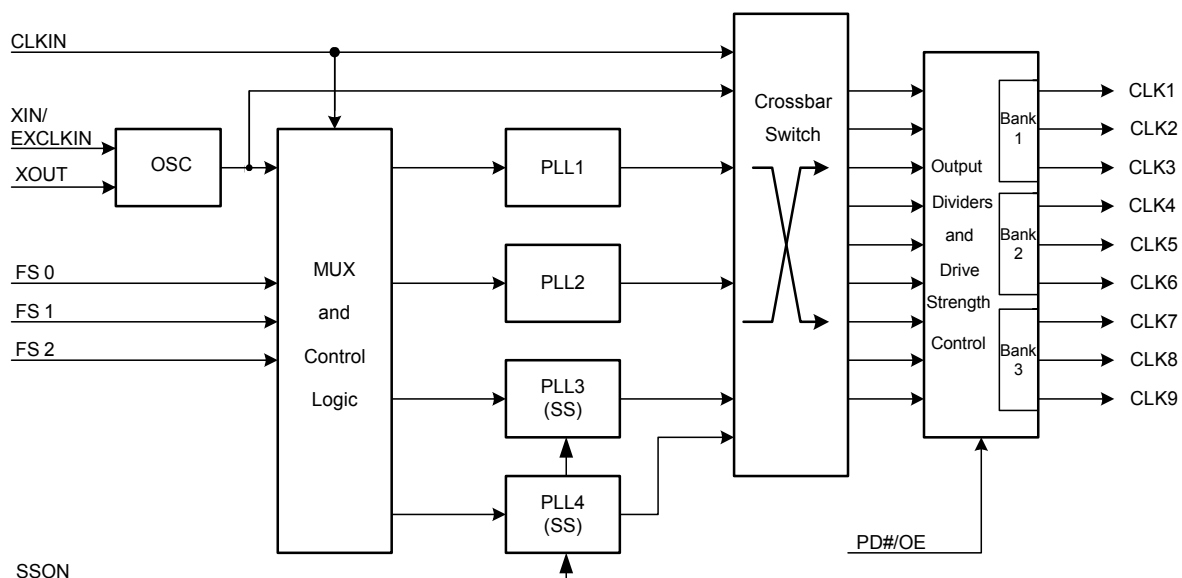 CLKIN
XIN/
EXCLKIN
XOUT
OSC
FS 0
FS 1
FS 2
SSON
MUX
and
Control
Logic
PLL1
PLL2
PLL3
(SS)
PLL4
(SS)
Crossbar
Switch
Output
Dividers
and
Drive
Strength
Control
Bank
1
Bank
2
Bank
3
CLK1
CLK2
CLK3
CLK4
CLK5
CLK6
CLK7
CLK8
CLK9
PD#/OE